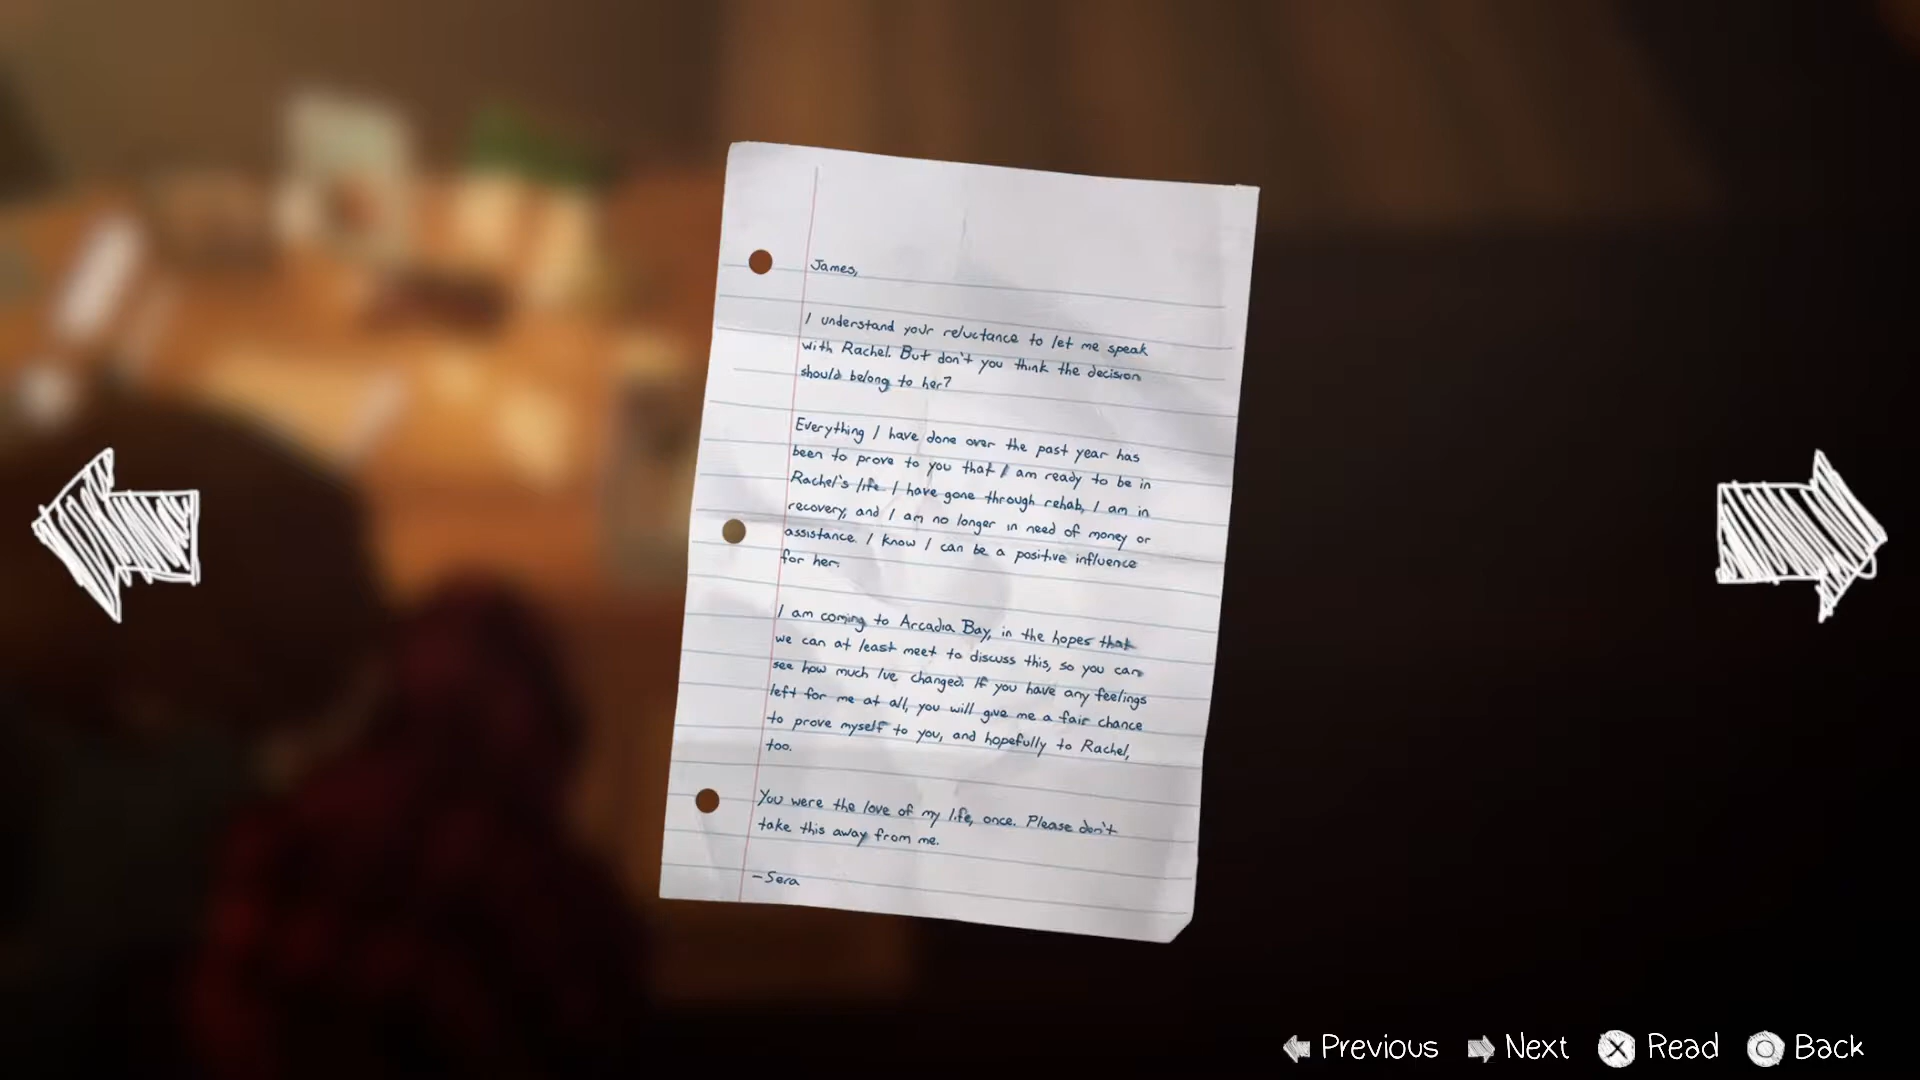 James,
I understand your reluctance to let me speak
with Rachel. But don't you think the decision
should belong to her?
Everything I have done over the past year has
been to prove to you that I am ready to be in
Rachel's life. I have gone through rehab, I am in
recovery, and I am no longer in need of money or
assistance. I know I can be a positive influence
for her.
I am coming to Arcadia Bay, in the hopes that
we can at least meet to discuss this, so you can
see how much I've changed. If you have any feelings
left for me at all, you will give me a fair chance
to prove myself to you, and hopefully to Rachel,
too.
You were the love of my life, once. Please don't
take this away from me.
-Sera
Previous Next Read Back